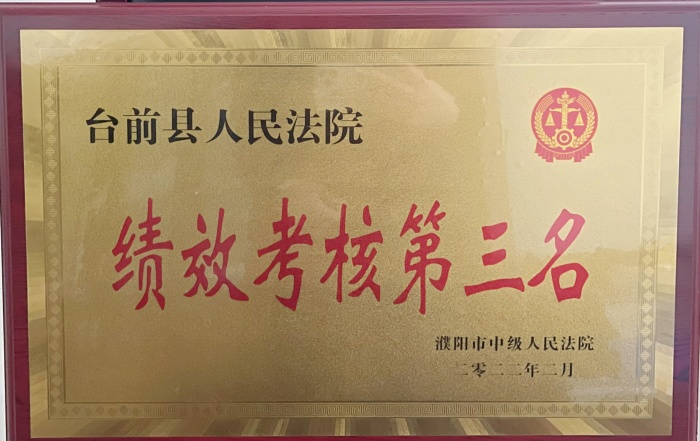 台前县人民法院
绩效考核第三名
濮阳市中级人民法院
二零二二年二月